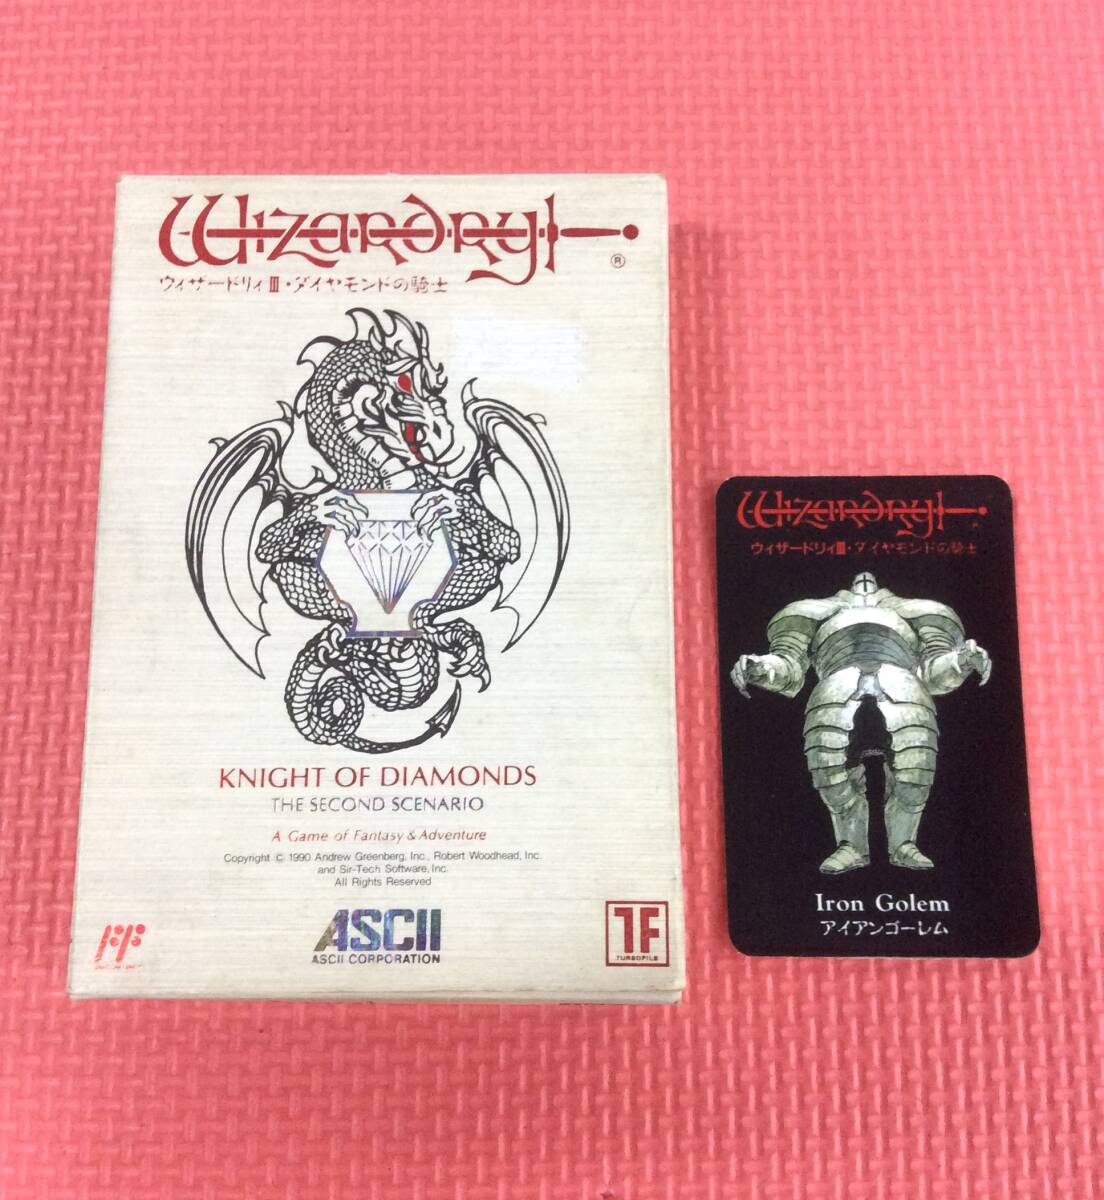 Wizardry
®
ウィザードリィIII・ダイヤモンドの騎士
KNIGHT OF DIAMONDS
THE SECOND SCENARIO
A Game of Fantasy & Adventure
Copyright © 1990 Andrew Greenberg, Inc., Robert Woodhead, Inc.
and Sir-Tech Software, Inc.
All Rights Reserved
ASCII
ASCII CORPORATION
TF
TURBOFILE
Wizardry
ウィザードリィIII・ダイヤモンドの騎士
Iron Golem
アイアンゴーレム